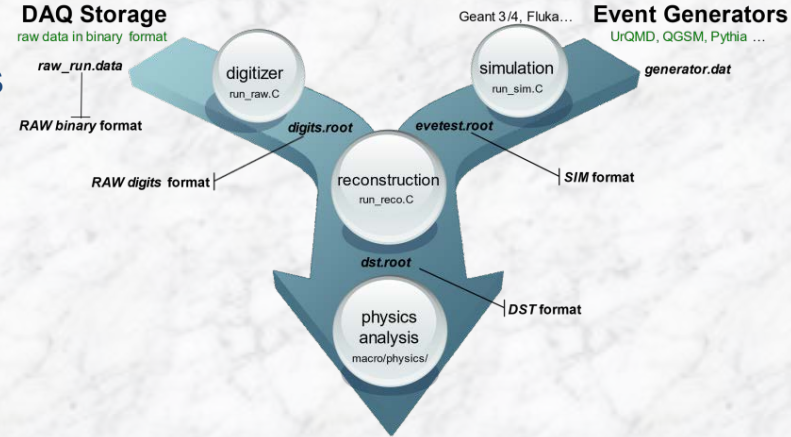 DAQ Storage
raw data in binary format
raw_run.data
RAW binary format
digitizer
run_raw.C
digits.root
RAW digits format
Geant 3/4, Fluka…
Event Generators
UrQMD, QGSM, Pythia …
simulation
run_sim.C
generator.dat
evetest.root
SIM format
reconstruction
run_reco.C
dst.root
DST format
physics
analysis
macro/physics/